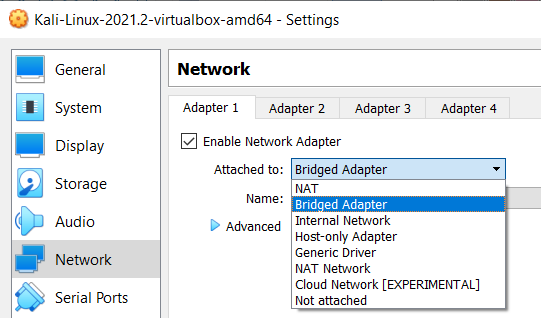 Kali-Linux-2021.2-virtualbox-amd64 - Settings
General
System
Display
Storage
Audio
Network
Serial Ports
Network
Adapter 1 Adapter 2 Adapter 3 Adapter 4
Enable Network Adapter
Attached to: Bridged Adapter
Name:
Advanced
NAT
Bridged Adapter
Internal Network
Host-only Adapter
Generic Driver
NAT Network
Cloud Network [EXPERIMENTAL]
Not attached